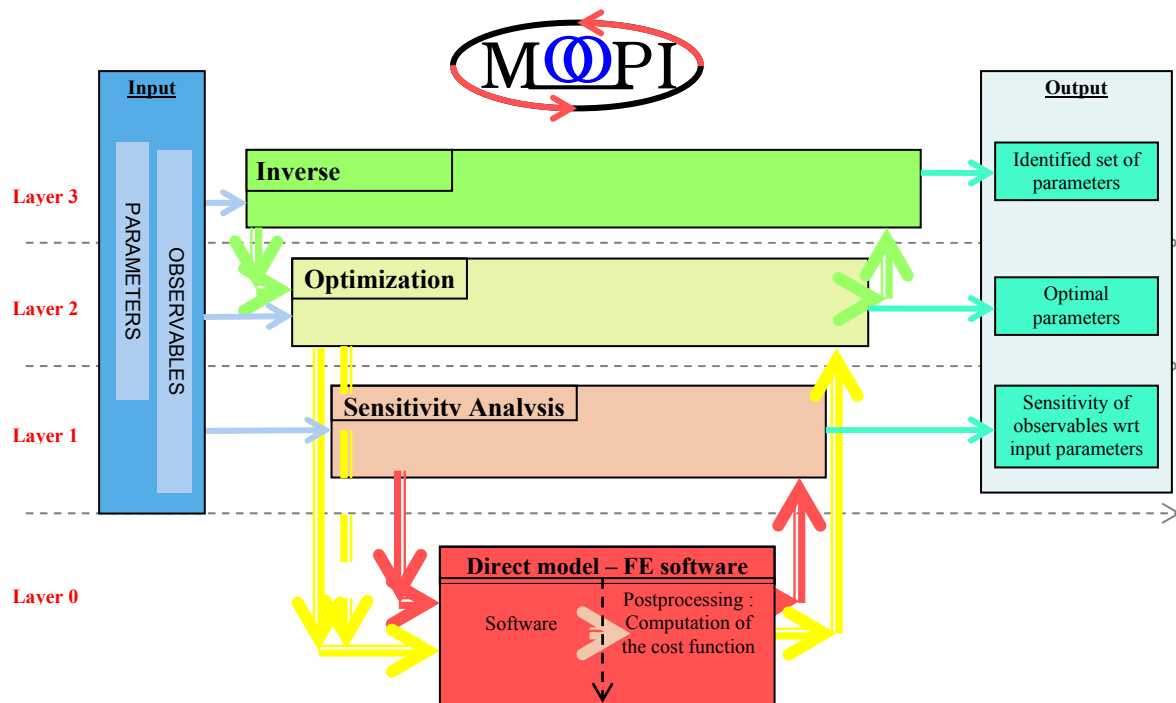 MOOPI
Input
Output
PARAMETERS
OBSERVABLES
Layer 3
Inverse
Identified set of
parameters
Layer 2
Optimization
Optimal
parameters
Layer 1
Sensitivity Analysis
Sensitivity of
observables wrt
input parameters
Layer 0
Direct model – FE software
Software
Postprocessing :
Computation of
the cost function